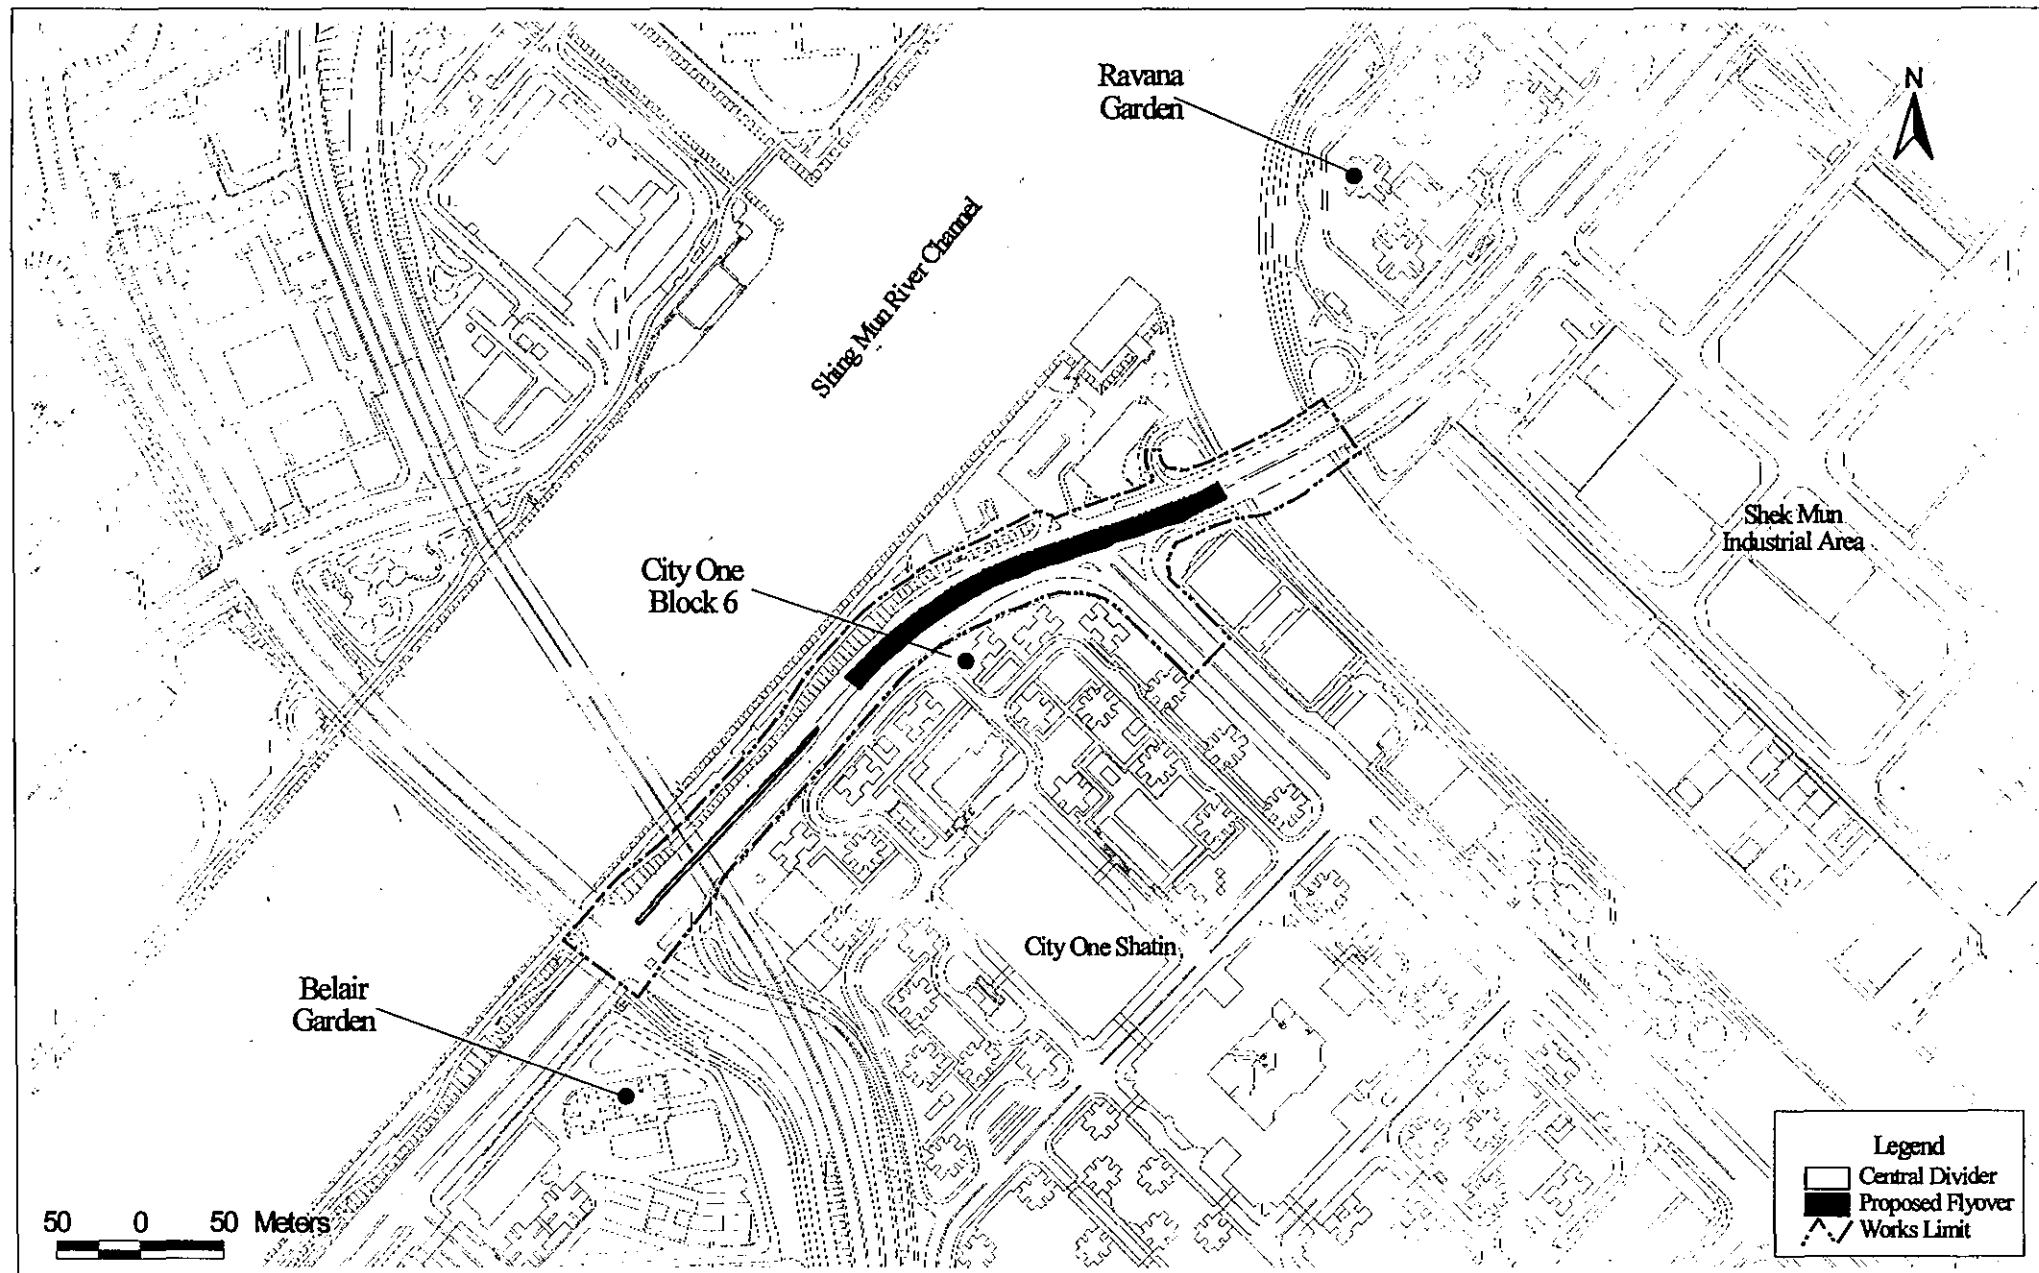 Ravana
Garden
N
Shing Mun River Channel
Shek Mun
Industrial Area
City One
Block 6
City One Shatin
Belair
Garden
50 0 50 Meters
Legend
Central Divider
Proposed Flyover
Works Limit